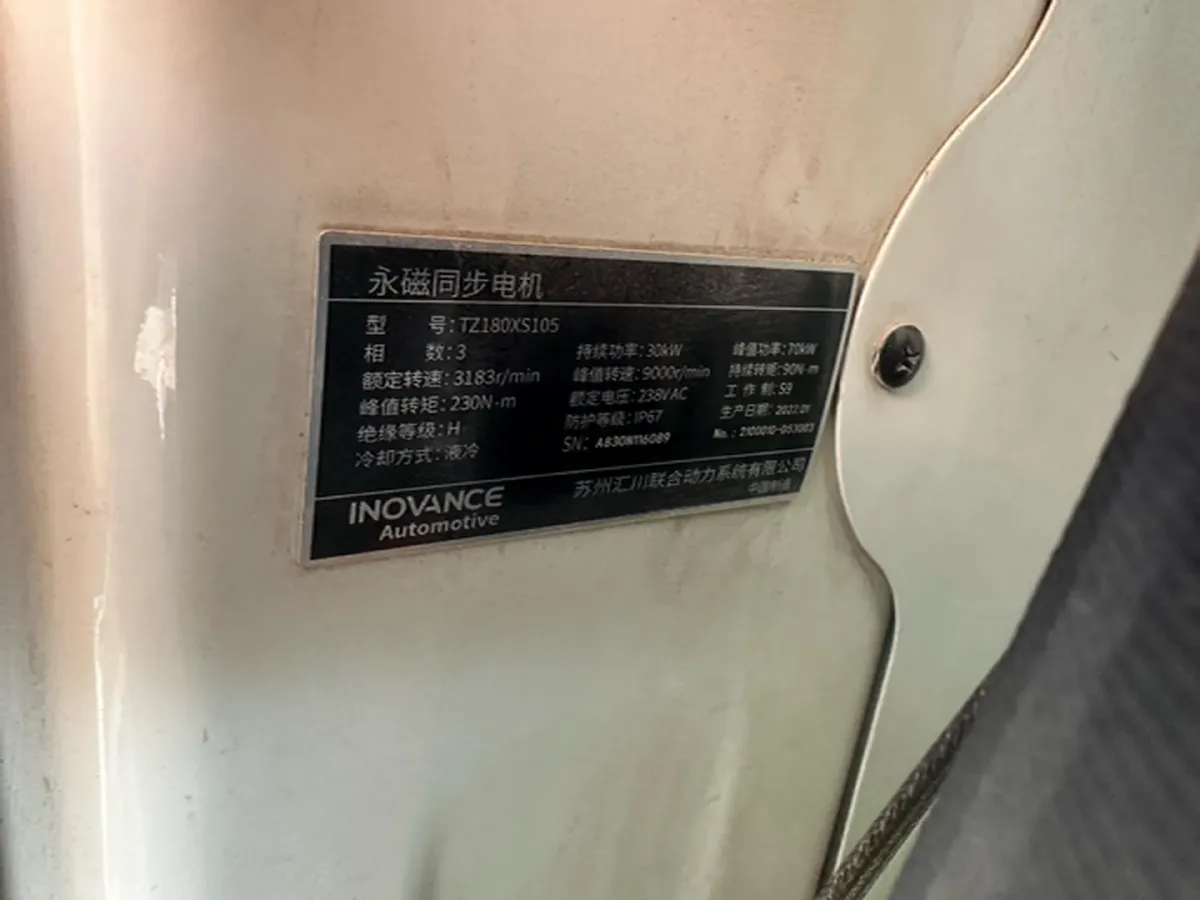 永磁同步电机
型 号: TZ180XS105
相 数: 3 持续功率: 30kW 峰值功率: 70kW
额定转速: 3183r/min 峰值转速: 9000r/min 持续转矩: 90N·m
峰值转矩: 230N·m 额定电压: 238VAC 工 作 制: S9
绝缘等级: H 防护等级: IP67 生产日期: 2022.01
冷却方式: 液冷 SN: AB30N116089 No.: 2100010-DSX003
INOVANCE 苏州汇川联合动力系统有限公司
Automotive 中国制造